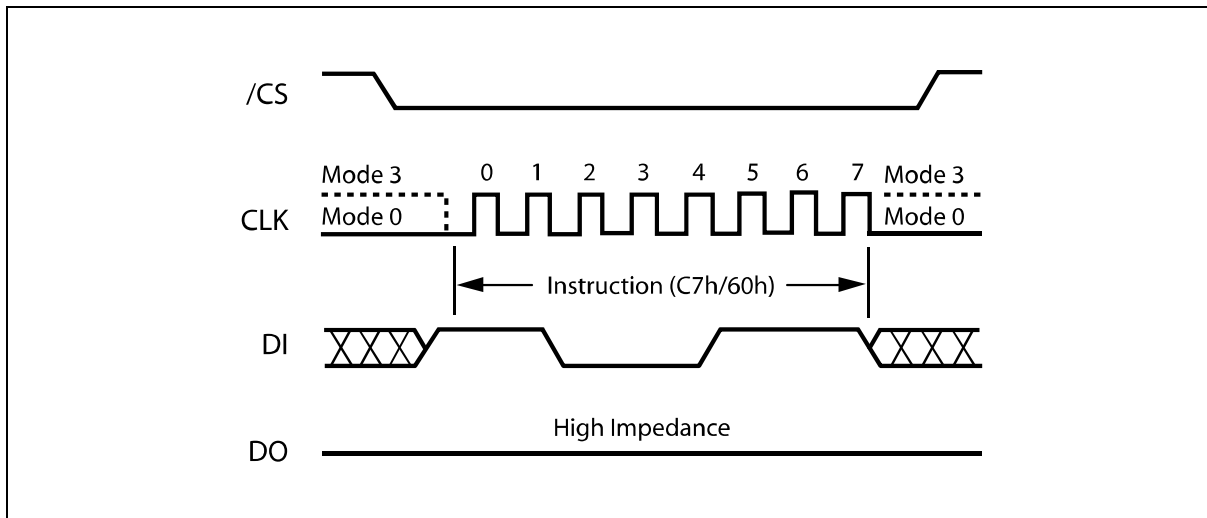 /CS
Mode 3 0 1 2 3 4 5 6 7 Mode 3
CLK Mode 0 Mode 0
Instruction (C7h/60h)
DI
High Impedance
DO